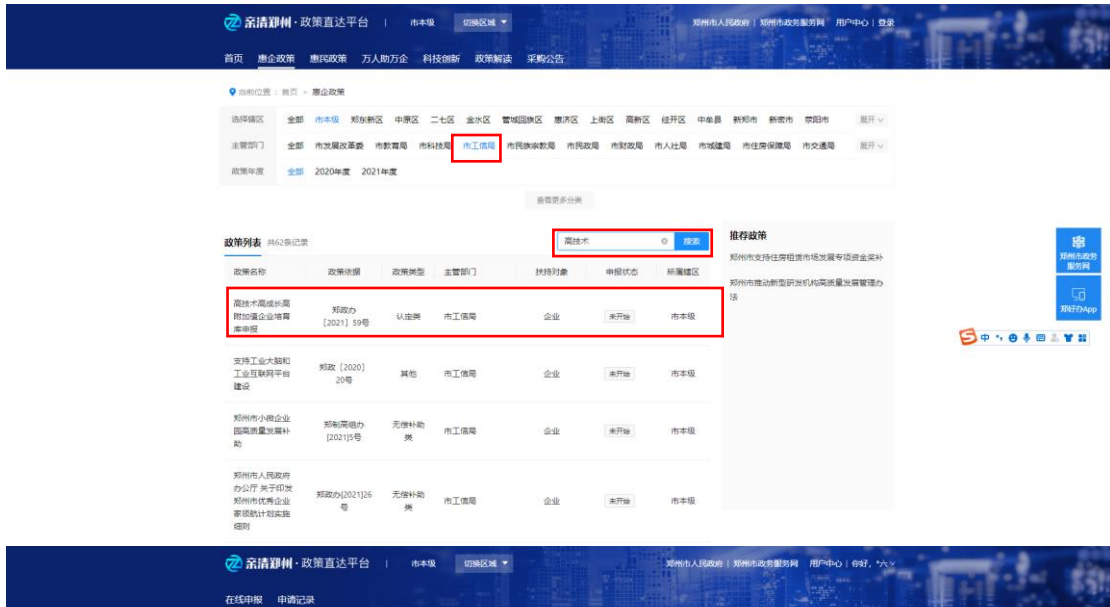 亲清郑州·政策直达平台 | 市本级 切换区域 郑州市人民政府 | 郑州市政务服务网 用户中心 | 登录
首页 惠企政策 惠民政策 万人助万企 科技创新 政策解读 采购公告
当前位置：首页 > 惠企政策
选择辖区 全部 市本级 郑东新区 中原区 二七区 金水区 管城回族区 惠济区 上街区 高新区 经开区 中牟县 新郑市 新密市 荥阳市 展开
主管部门 全部 市发展改革委 市教育局 市科技局 市工信局 市民族宗教局 市民政局 市财政局 市人社局 市城建局 市住房保障局 市交通局 展开
政策年度 全部 2020年度 2021年度
查看更多分类
政策列表 共62条记录
高技术 搜索
政策名称 政策依据 政策类型 主管部门 扶持对象 申报状态 所属辖区
高技术高成长高
附加值企业培育
库申报
郑政办
[2021] 59号
认定类 市工信局 企业 未开始 市本级
支持工业大脑和
工业互联网平台
建设
郑政 [2020]
20号
其他 市工信局 企业 未开始 市本级
郑州市小微企业
园高质量发展补
助
郑制高组办
[2021]5号
无偿补助
类
市工信局 企业 未开始 市本级
郑州市人民政府
办公厅 关于印发
郑州市优秀企业
家领航计划实施
细则
郑政办[2021]26
号
无偿补助
类
市工信局 企业 未开始 市本级
推荐政策
郑州市支持住房租赁市场发展专项资金奖补
郑州市推动新型研发机构高质量发展管理办
法
郑州市政务
服务网
郑好办App
中
亲清郑州·政策直达平台 | 市本级 切换区域 郑州市人民政府 | 郑州市政务服务网 用户中心 | 你好，*六
在线申报 申请记录